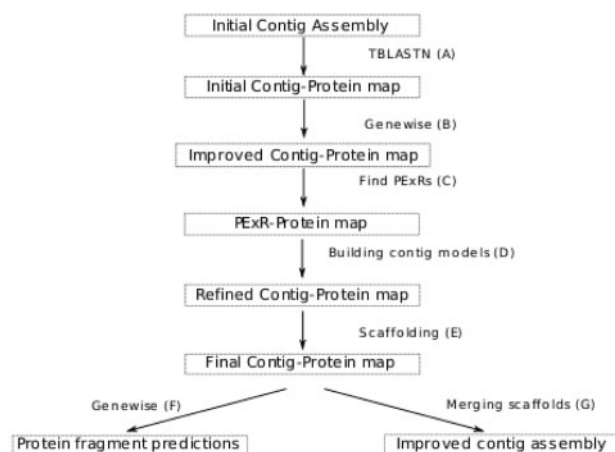 Initial Contig Assembly
TBLASTN (A)
Initial Contig-Protein map
Genewise (B)
Improved Contig-Protein map
Find PExRs (C)
PExR-Protein map
Building contig models (D)
Refined Contig-Protein map
Scaffolding (E)
Final Contig-Protein map
Genewise (F)
Merging scaffolds (G)
Protein fragment predictions
Improved contig assembly